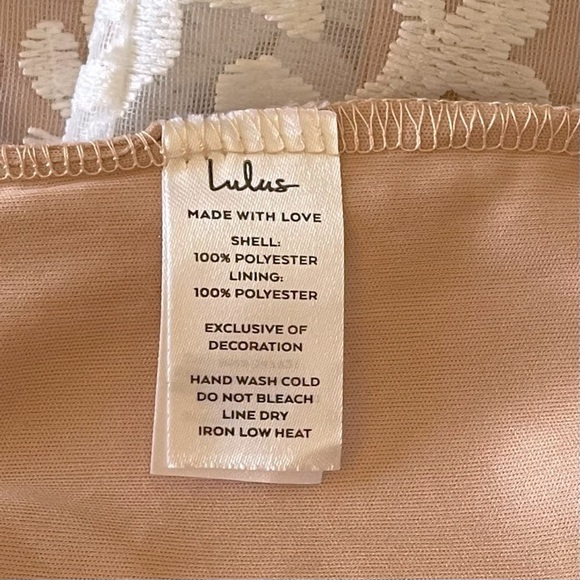 Lulus
MADE WITH LOVE
SHELL:
100% POLYESTER
LINING:
100% POLYESTER
EXCLUSIVE OF
DECORATION
HAND WASH COLD
DO NOT BLEACH
LINE DRY
IRON LOW HEAT